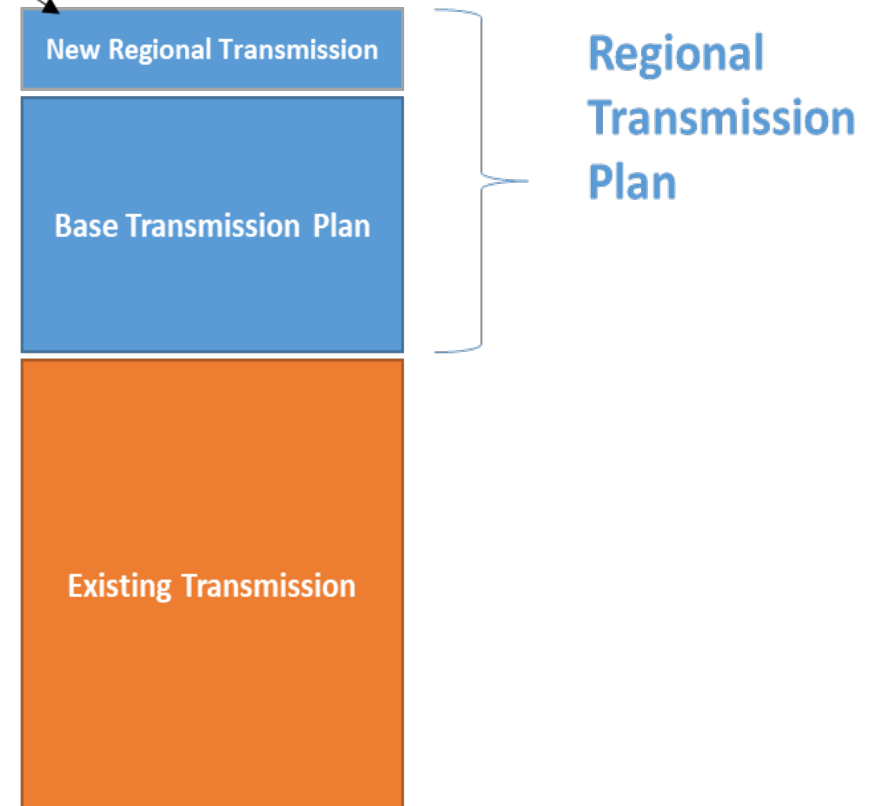 New Regional Transmission
Regional
Transmission
Plan
Base Transmission Plan
Existing Transmission